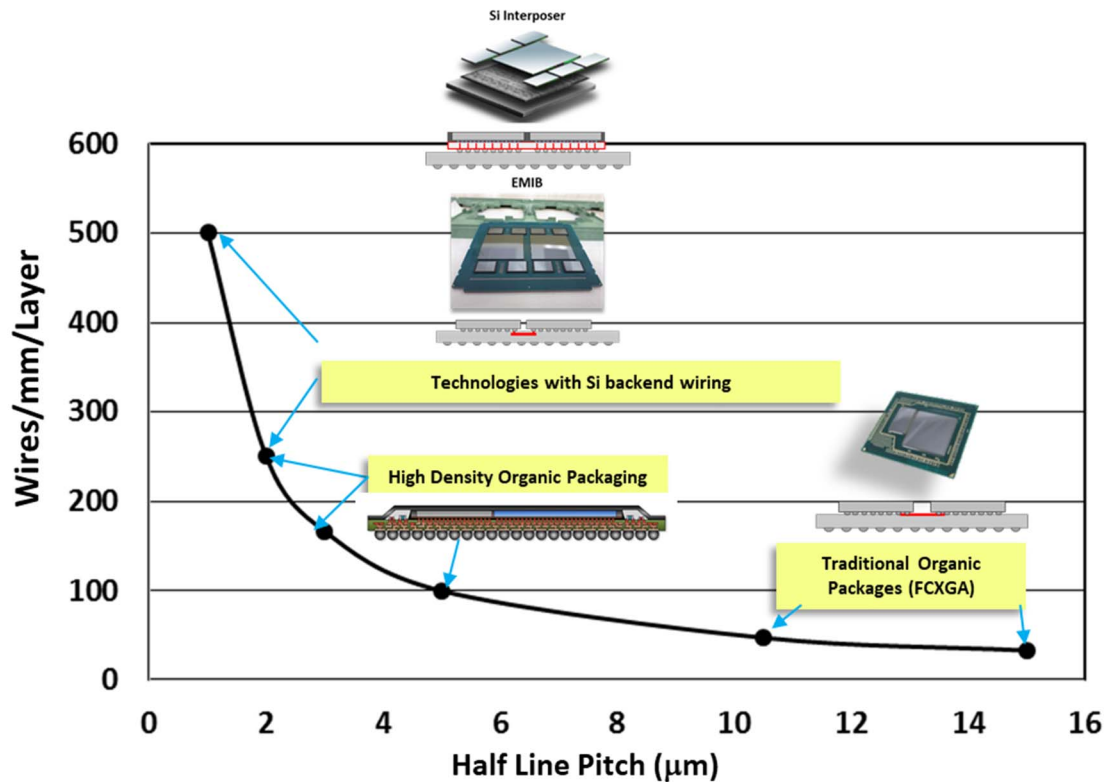 Si Interposer
EMIB
600
500
400
300
200
100
0
Wires/mm/Layer
Technologies with Si backend wiring
High Density Organic Packaging
Traditional Organic
Packages (FCXGA)
0 2 4 6 8 10 12 14 16
Half Line Pitch (μm)